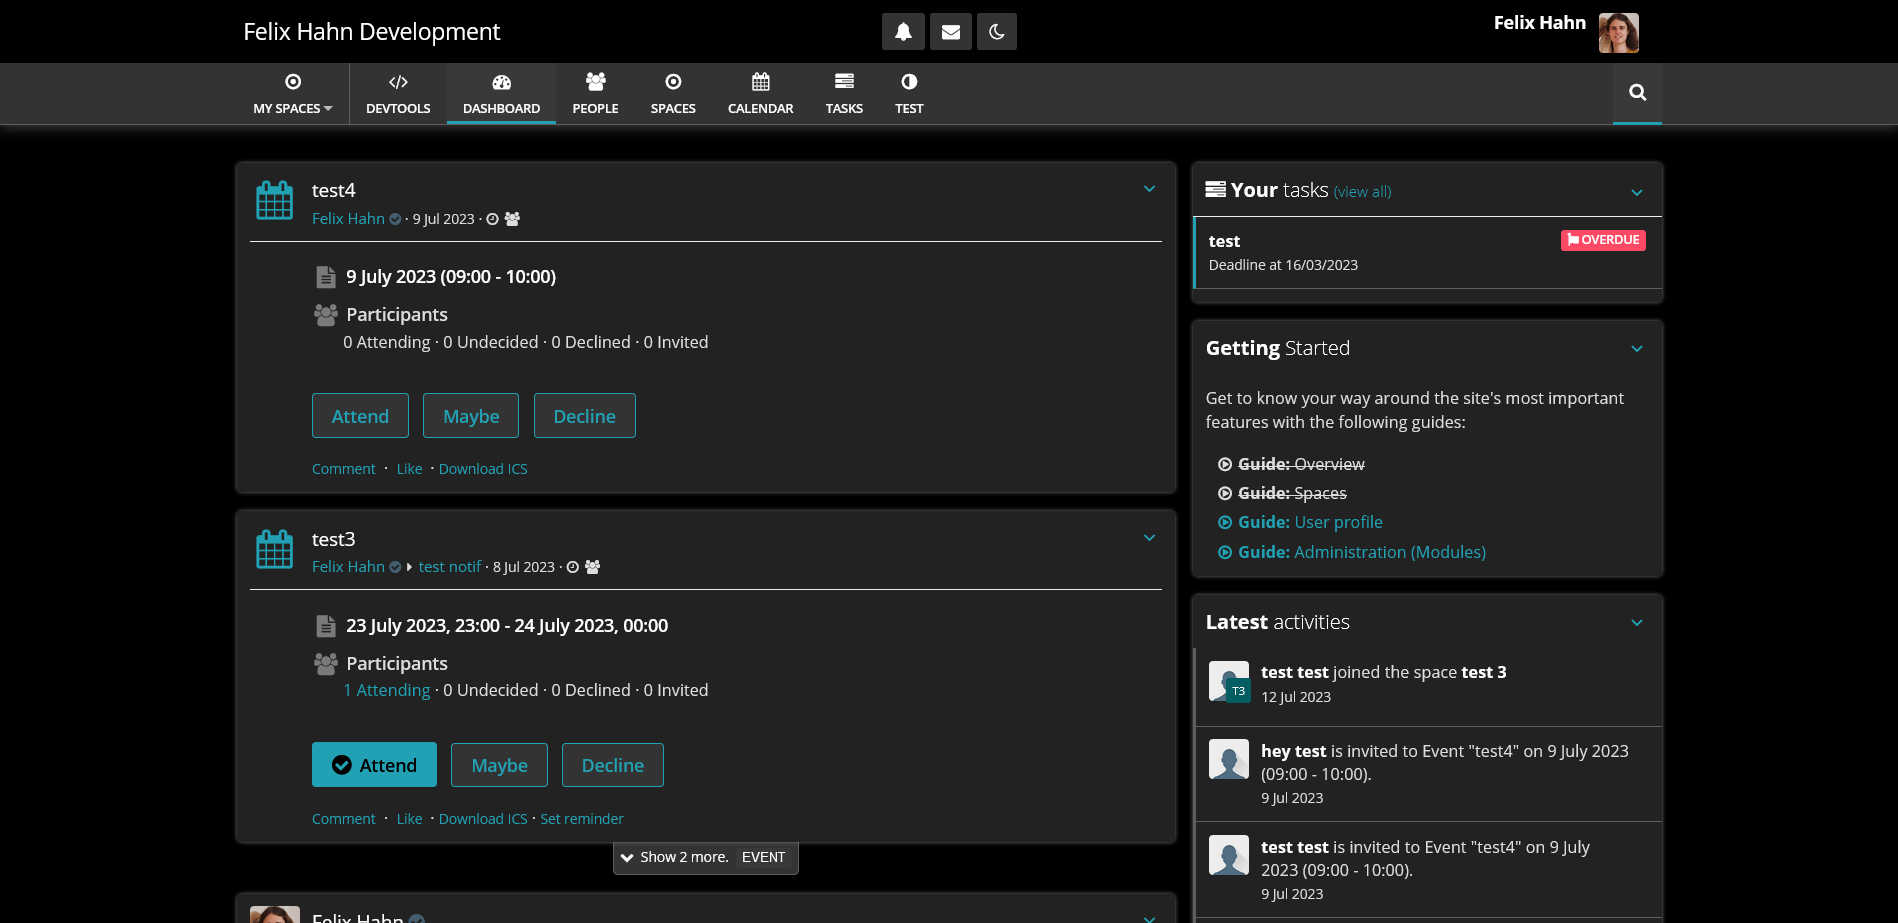 Felix Hahn Development
Felix Hahn
MY SPACES
DEVTOOLS
DASHBOARD
PEOPLE
SPACES
CALENDAR
TASKS
TEST
test4
Felix Hahn · 9 Jul 2023 ·
9 July 2023 (09:00 - 10:00)
Participants
0 Attending · 0 Undecided · 0 Declined · 0 Invited
Attend
Maybe
Decline
Comment · Like · Download ICS
test3
Felix Hahn test notif · 8 Jul 2023 ·
23 July 2023, 23:00 - 24 July 2023, 00:00
Participants
1 Attending · 0 Undecided · 0 Declined · 0 Invited
Attend
Maybe
Decline
Comment · Like · Download ICS · Set reminder
Show 2 more. EVENT
Felix Hahn
Your tasks (view all)
test
OVERDUE
Deadline at 16/03/2023
Getting Started
Get to know your way around the site's most important
features with the following guides:
Guide: Overview
Guide: Spaces
Guide: User profile
Guide: Administration (Modules)
Latest activities
T3
test test joined the space test 3
12 Jul 2023
hey test is invited to Event "test4" on 9 July 2023
(09:00 - 10:00).
9 Jul 2023
test test is invited to Event "test4" on 9 July
2023 (09:00 - 10:00).
9 Jul 2023